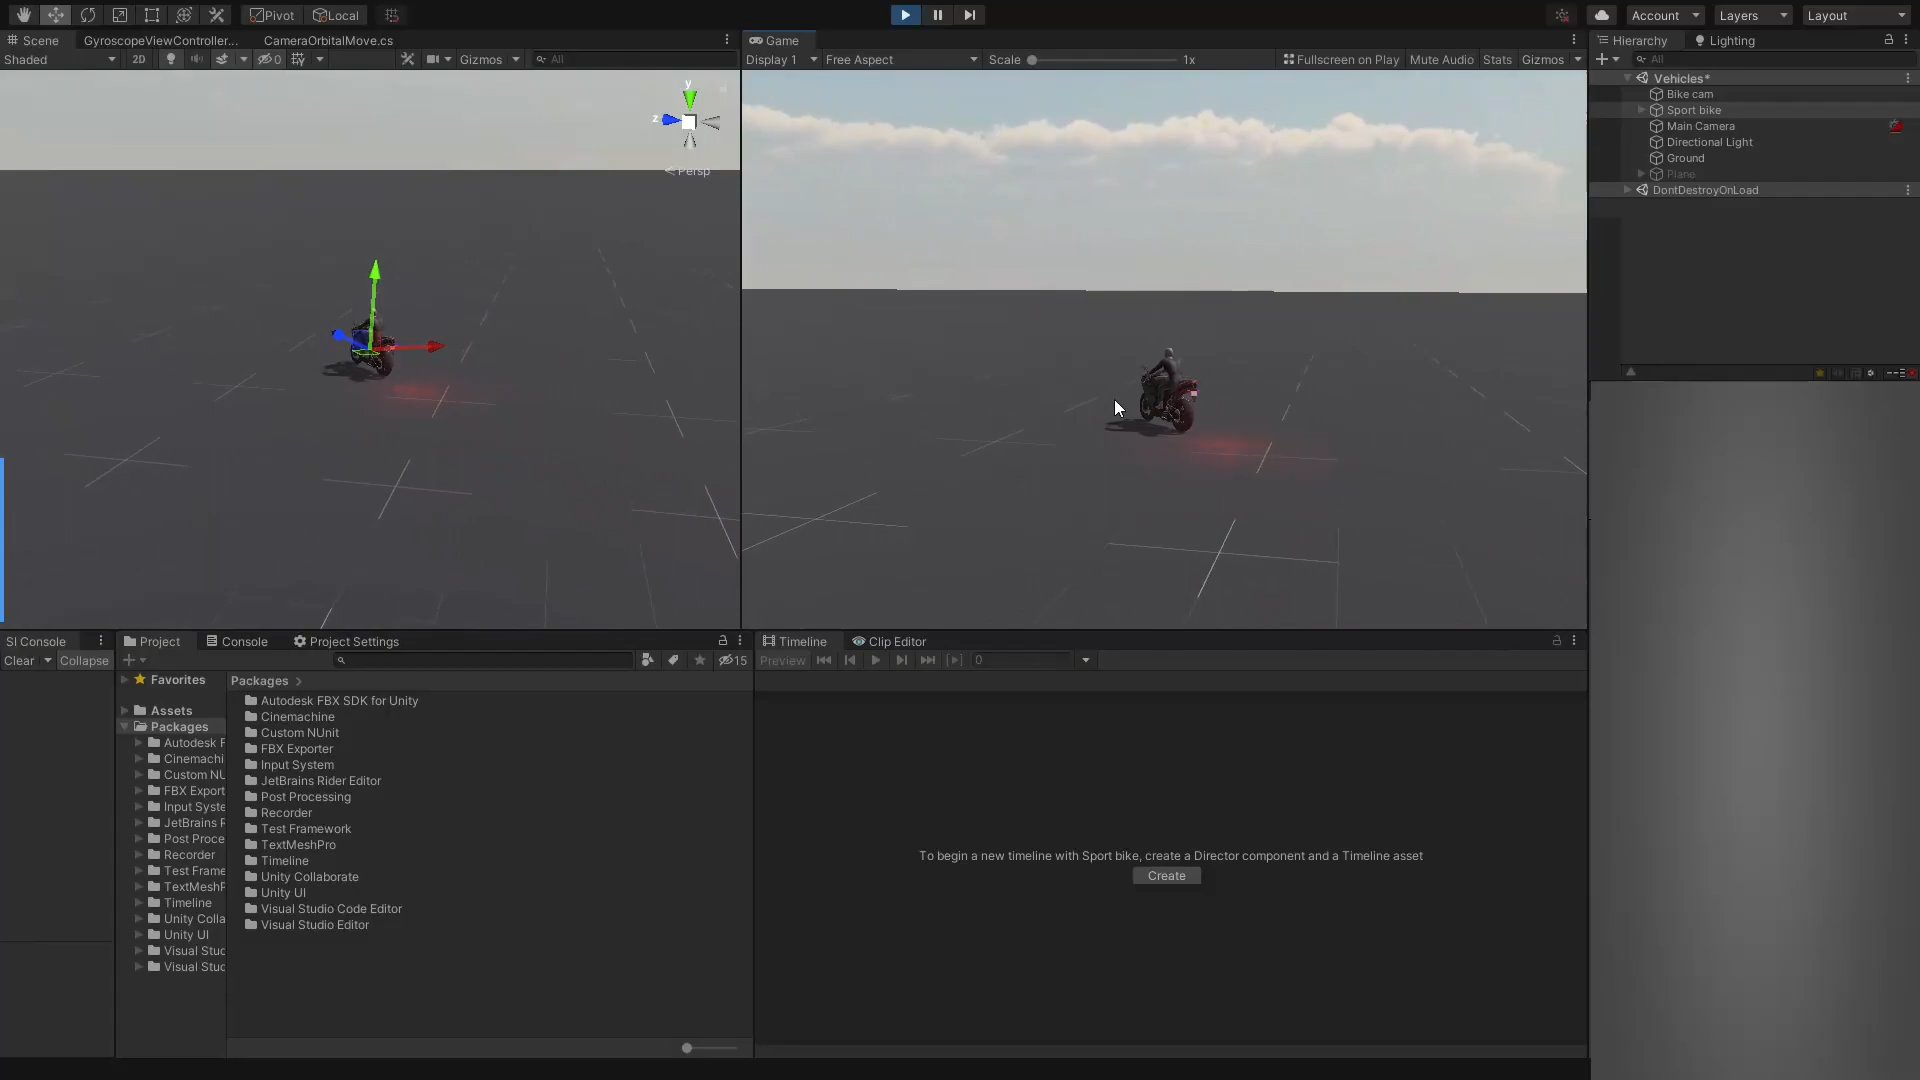 Pivot Local Account Layers Layout
Scene GyroscopeViewController... CameraOrbitalMove.cs
Shaded 2D 0 Gizmos All
y
z
Persp
Game
Display 1 Free Aspect Scale 1x Fullscreen on Play Mute Audio Stats Gizmos
Hierarchy Lighting
All
Vehicles*
Bike cam
Sport bike
Main Camera
Directional Light
Ground
Plane
DontDestroyOnLoad
SI Console
Clear Collapse
Project Console Project Settings
15
Favorites
Assets
Packages
Autodesk F
Cinemachi
Custom NU
FBX Export
Input Syste
JetBrains R
Post Proce
Recorder
Test Frame
TextMeshP
Timeline
Unity Colla
Unity UI
Visual Stud
Visual Stud
Packages
Autodesk FBX SDK for Unity
Cinemachine
Custom NUnit
FBX Exporter
Input System
JetBrains Rider Editor
Post Processing
Recorder
Test Framework
TextMeshPro
Timeline
Unity Collaborate
Unity UI
Visual Studio Code Editor
Visual Studio Editor
Timeline Clip Editor
Preview 0
To begin a new timeline with Sport bike, create a Director component and a Timeline asset
Create